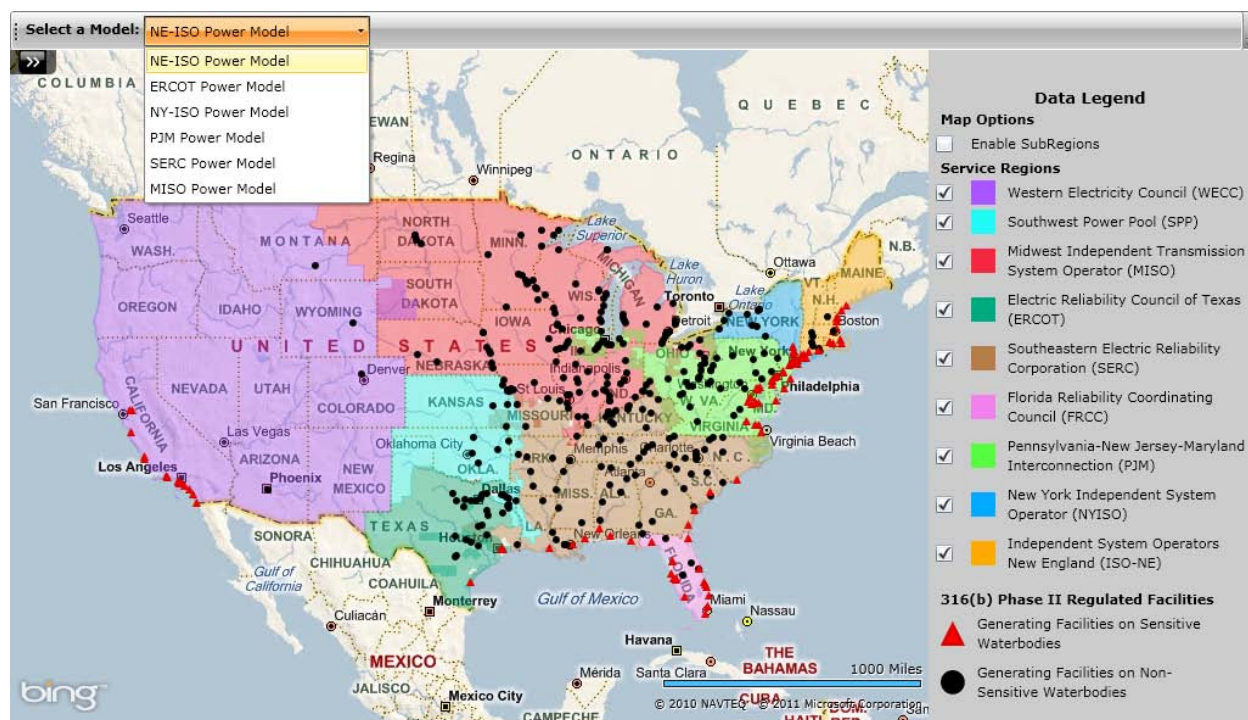 Select a Model: NE-ISO Power Model
NE-ISO Power Model
ERCOT Power Model
NY-ISO Power Model
PJM Power Model
SERC Power Model
MISO Power Model
COLUMBIA
EWAN
Regina
Winnipeg
ONTARIO
QUEBEC
Seattle
WASH.
MONTANA
NORTH
DAKOTA
MINN.
Lake
Superior
MICHIGAN
Lake
Huron
Ottawa
N.B.
MAINE
VT.
N.H.
Toronto
Lake
Ontario
OREGON
IDAHO
WYOMING
SOUTH
DAKOTA
WIS.
Detroit
NEW YORK
Boston
IOWA
Chicago
UNITED STATES
NEBRASKA
ILL.
OHIO
New York
Indianapolis
IND.
Philadelphia
NEVADA
UTAH
Denver
COLORADO
KANSAS
St Louis
MISSOURI
KENTUCKY
Washington
W. VA.
MD.
VIRGINIA
Virginia Beach
San Francisco
CALIFORNIA
Las Vegas
Los Angeles
ARIZONA
Phoenix
NEW
MEXICO
Oklahoma City
OKLA.
ARK.
Memphis
Charlotte
N.C.
S.C.
Atlanta
Dallas
MISS.
ALA.
GA.
TEXAS
LA.
Houston
New Orleans
FLORIDA
SONORA
CHIHUAHUA
COAHUILA
Gulf of
California
Monterrey
Gulf of Mexico
Miami
Nassau
Culiacán
Havana
THE
BAHAMAS
MEXICO
Mérida
Santa Clara
1000 Miles
JALISCO
Mexico City
CAMPECHE
CUBA
HAITI
DOM.
REP.
San
bing
© 2010 NAVTEQ © 2011 Microsoft Corporation
Data Legend
Map Options
Enable SubRegions
Service Regions
Western Electricity Council (WECC)
Southwest Power Pool (SPP)
Midwest Independent Transmission
System Operator (MISO)
Electric Reliability Council of Texas
(ERCOT)
Southeastern Electric Reliability
Corporation (SERC)
Florida Reliability Coordinating
Council (FRCC)
Pennsylvania-New Jersey-Maryland
Interconnection (PJM)
New York Independent System
Operator (NYISO)
Independent System Operators
New England (ISO-NE)
316(b) Phase II Regulated Facilities
Generating Facilities on Sensitive
Waterbodies
Generating Facilities on Non-
Sensitive Waterbodies